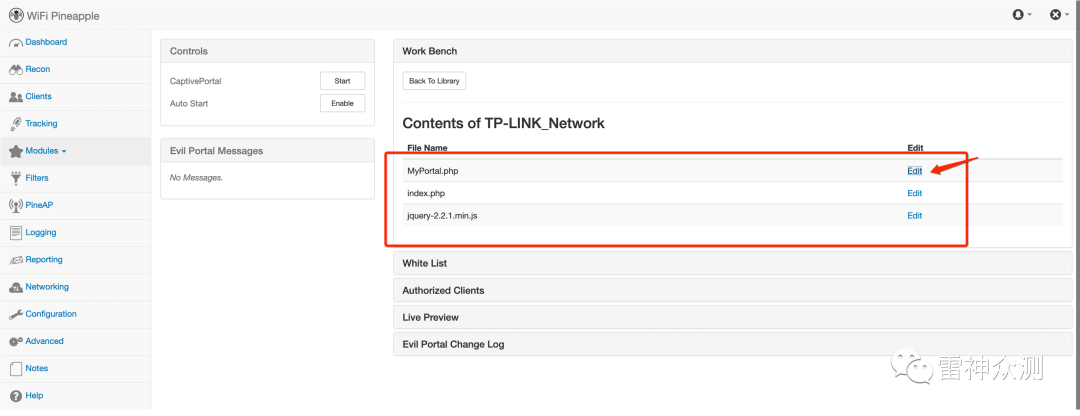 WiFi Pineapple
Dashboard
Recon
Clients
Tracking
Modules
Filters
PineAP
Logging
Reporting
Networking
Configuration
Advanced
Notes
Help
Controls
CaptivePortal Start
Auto Start Enable
Evil Portal Messages
No Messages.
Work Bench
Back To Library
Contents of TP-LINK_Network
File Name Edit
MyPortal.php Edit
index.php Edit
jquery-2.2.1.min.js Edit
White List
Authorized Clients
Live Preview
Evil Portal Change Log
雷神众测